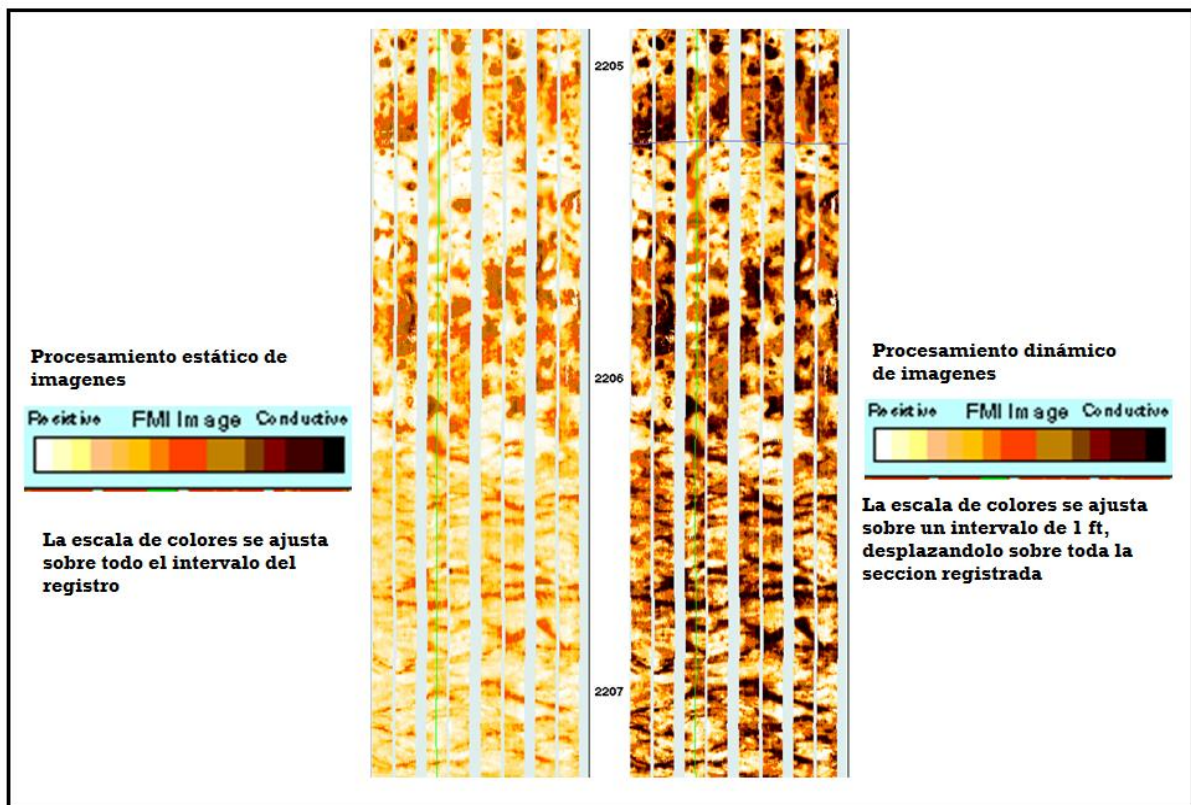 Procesamiento estático de
imagenes
Resistive FMI Image Conductive
La escala de colores se ajusta
sobre todo el intervalo del
registro
2205
2206
2207
Procesamiento dinámico
de imagenes
Resistive FMI Image Conductive
La escala de colores se ajusta
sobre un intervalo de 1 ft,
desplazandolo sobre toda la
seccion registrada